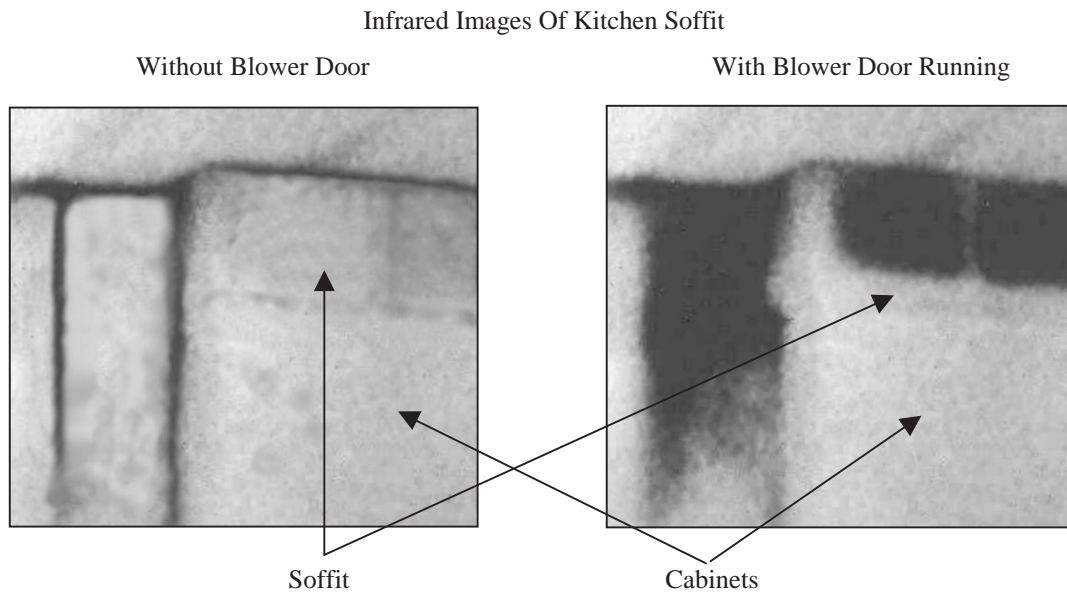 Infrared Images Of Kitchen Soffit
Without Blower Door
With Blower Door Running
Soffit
Cabinets